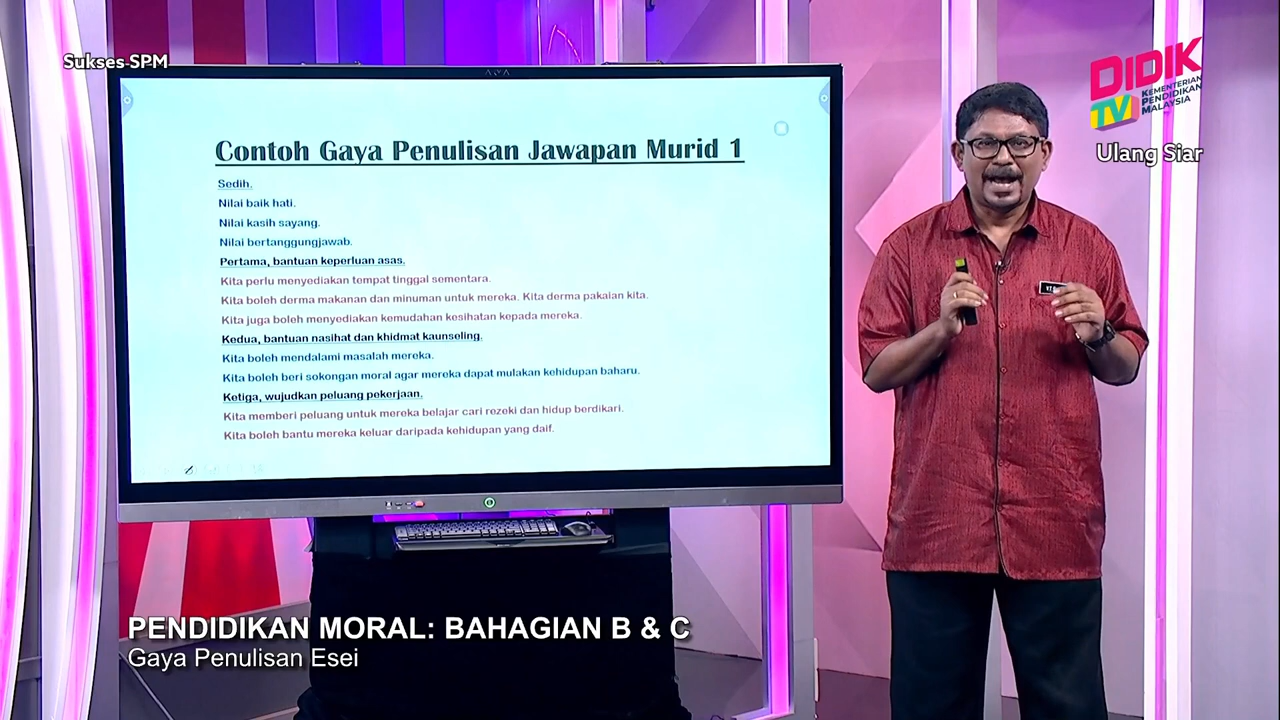 Sukses SPM
DIDIK
TV
KEMENTERIAN
PENDIDIKAN
MALAYSIA
Ulang Siar
Contoh Gaya Penulisan Jawapan Murid 1
Sedih.
Nilai baik hati.
Nilai kasih sayang.
Nilai bertanggungjawab.
Pertama, bantuan keperluan asas.
Kita perlu menyediakan tempat tinggal sementara.
Kita boleh derma makanan dan minuman untuk mereka. Kita derma pakaian kita.
Kita juga boleh menyediakan kemudahan kesihatan kepada mereka.
Kedua, bantuan nasihat dan khidmat kaunseling.
Kita boleh mendalami masalah mereka.
Kita boleh beri sokongan moral agar mereka dapat mulakan kehidupan baharu.
Ketiga, wujudkan peluang pekerjaan.
Kita memberi peluang untuk mereka belajar cari rezeki dan hidup berdikari.
Kita boleh bantu mereka keluar daripada kehidupan yang daif.
PENDIDIKAN MORAL: BAHAGIAN B & C
Gaya Penulisan Esei